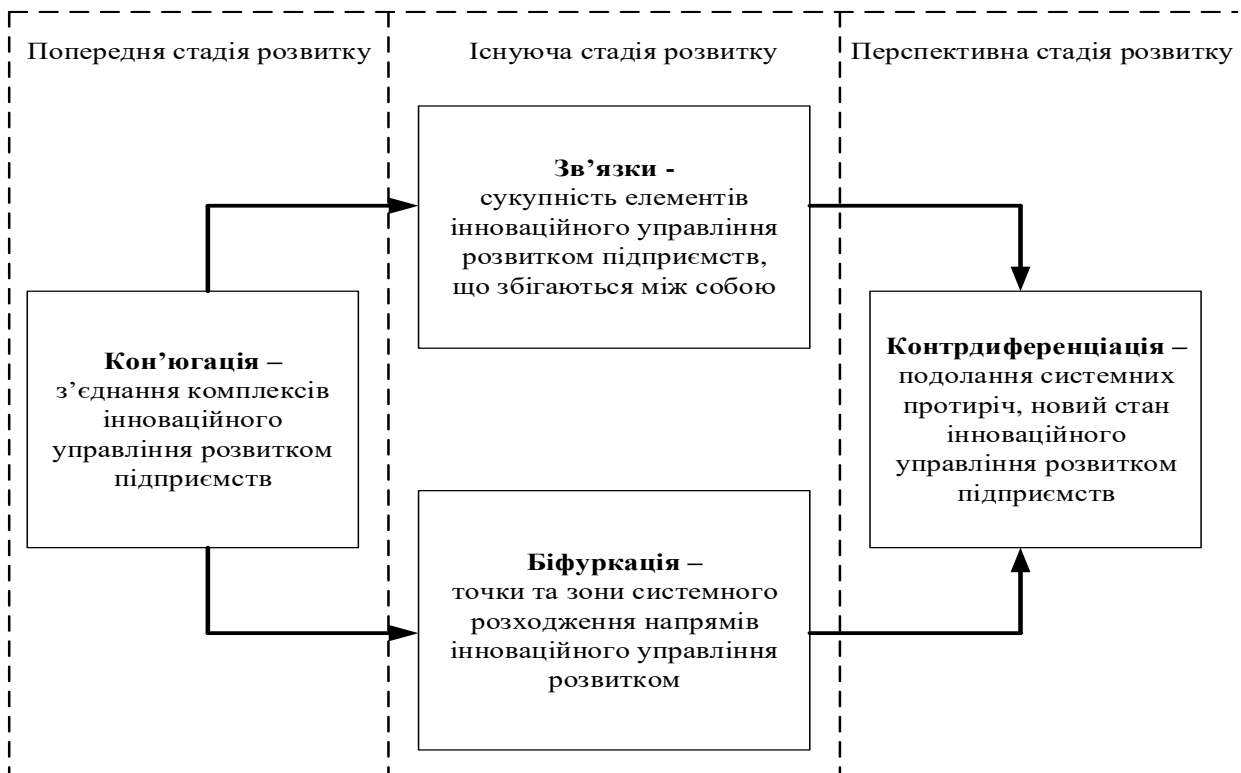 Попередня стадія розвитку
Існуюча стадія розвитку
Перспективна стадія розвитку
Зв’язки -
сукупність елементів
інноваційного управління
розвитком підприємств,
що збігаються між собою
Кон’югація –
з’єднання комплексів
інноваційного
управління розвитком
підприємств
Контрдиференціація –
подолання системних
протиріч, новий стан
інноваційного
управління розвитком
підприємств
Біфуркація –
точки та зони системного
розходження напрямів
інноваційного управління
розвитком